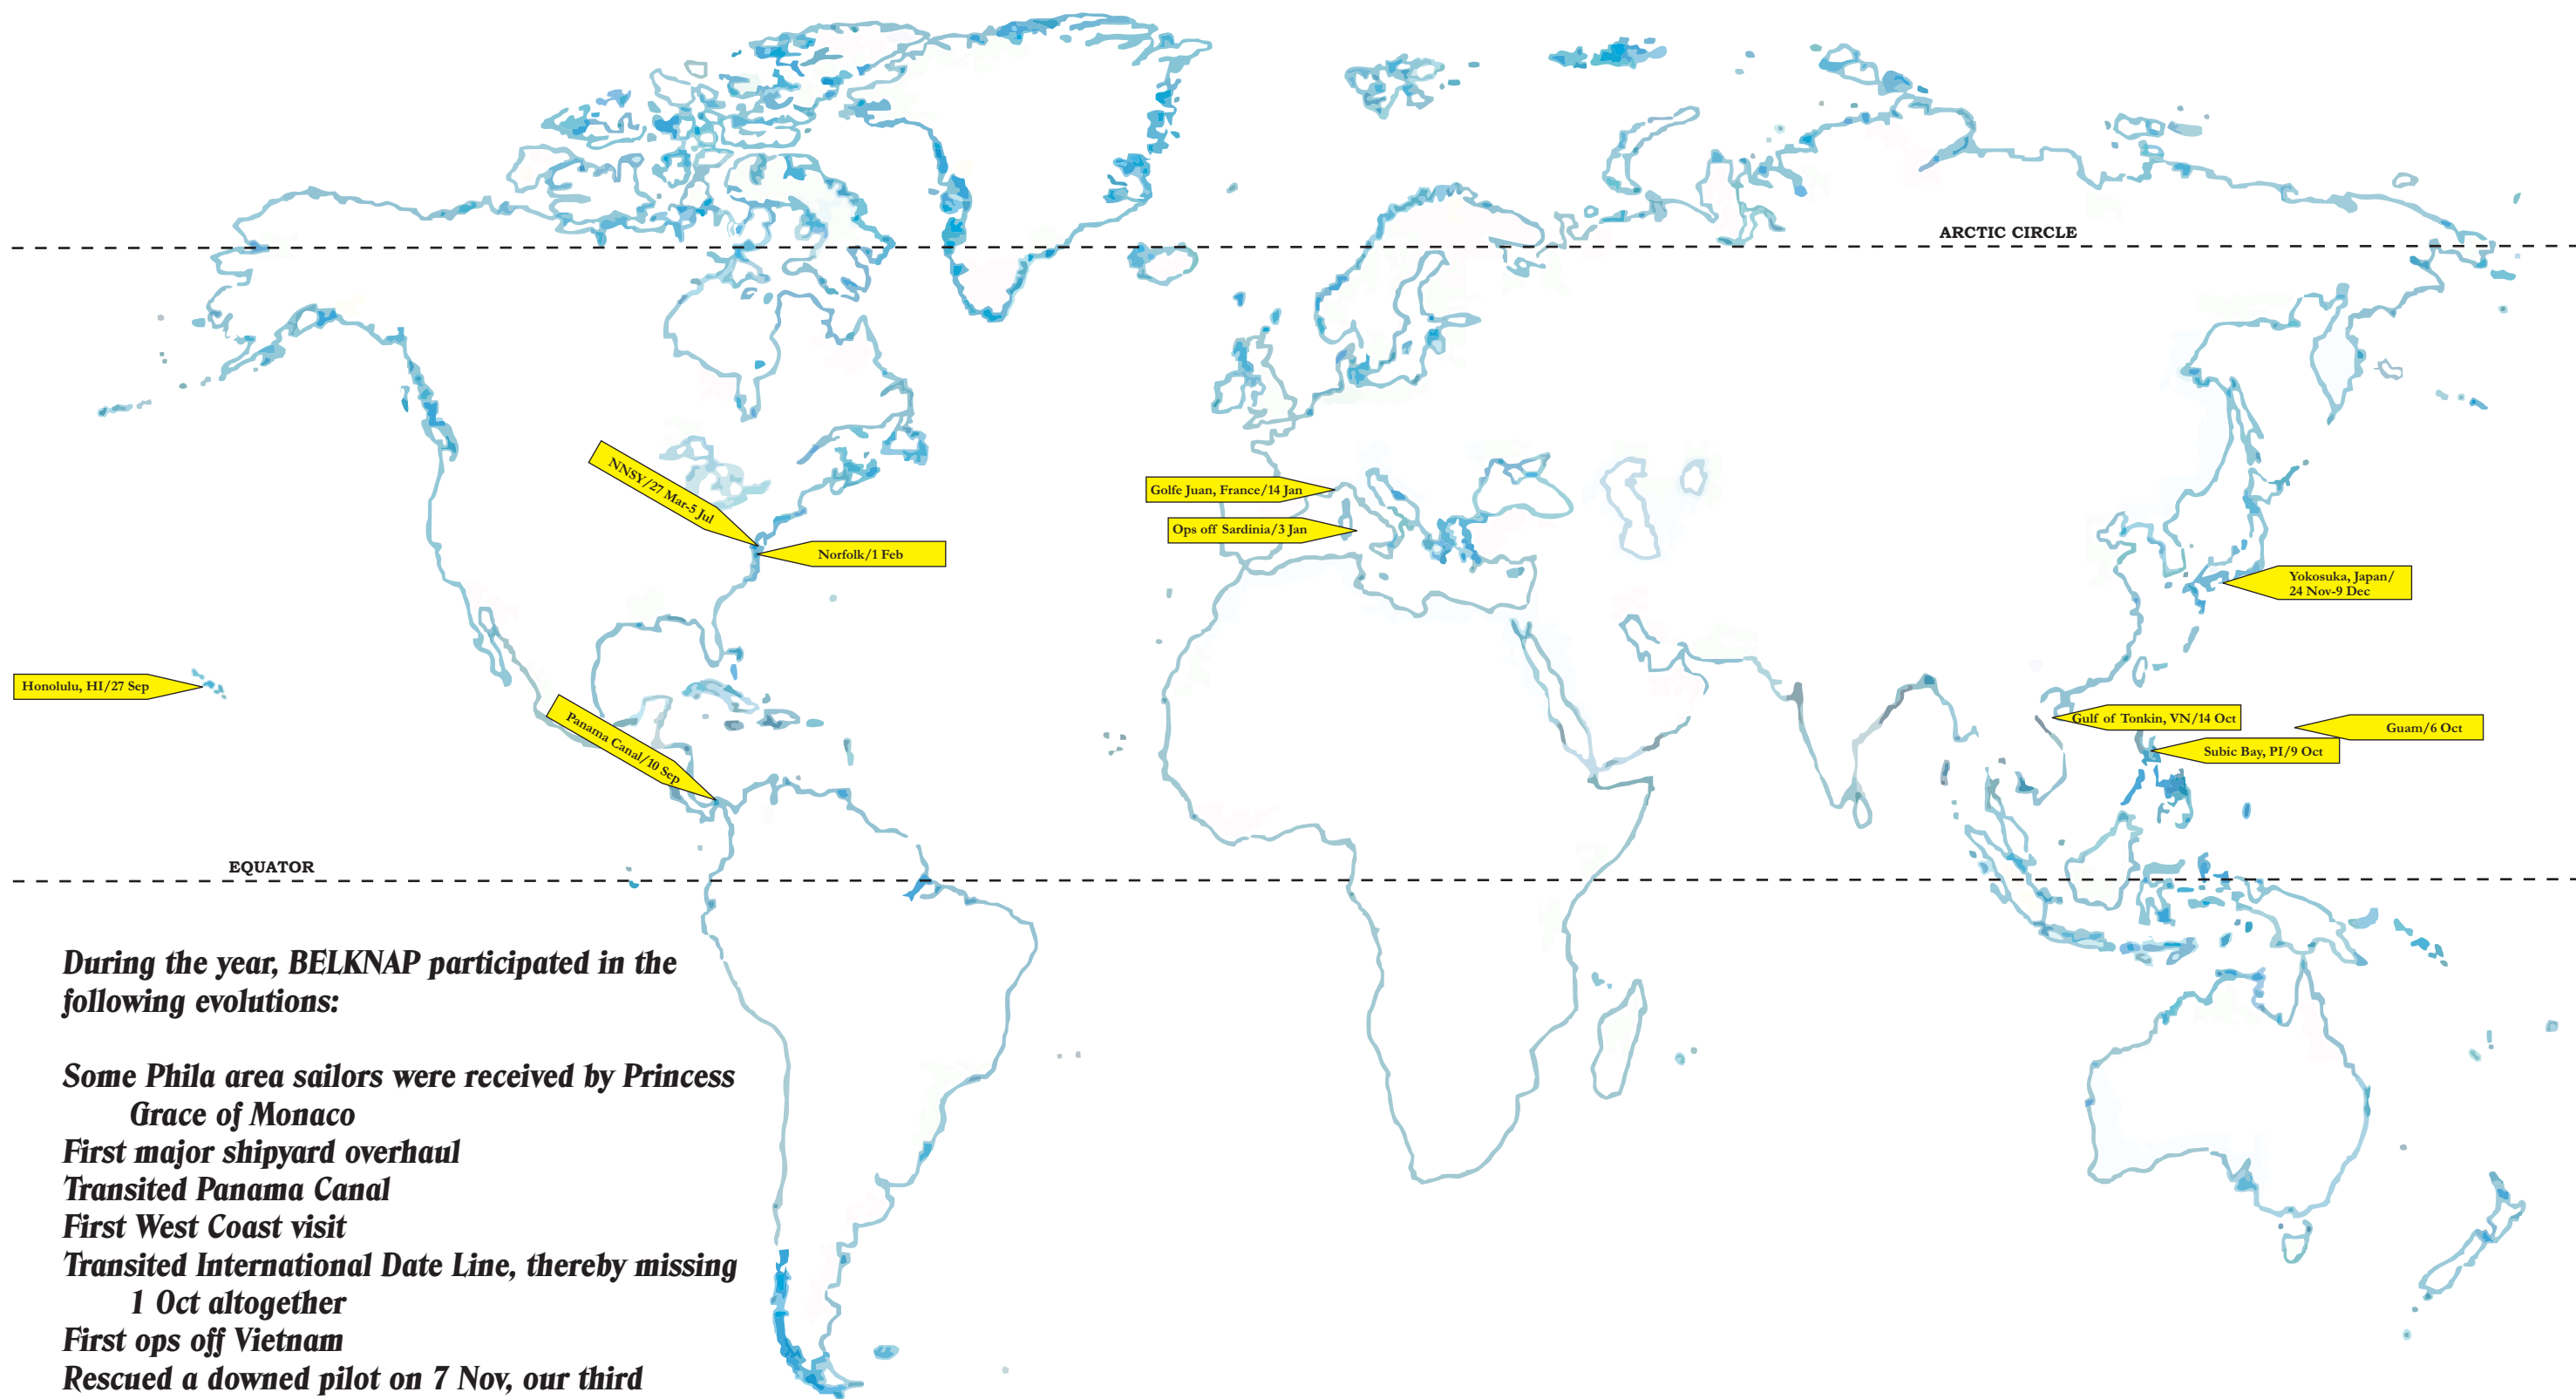 ARCTIC CIRCLE
NNSY/27 Mar-5 Jul
Golfe Juan, France/14 Jan
Ops off Sardinia/3 Jan
Norfolk/1 Feb
Yokosuka, Japan/
24 Nov-9 Dec
Honolulu, HI/27 Sep
Panama Canal/10 Sep
Gulf of Tonkin, VN/14 Oct
Guam/6 Oct
Subic Bay, PI/9 Oct
EQUATOR
During the year, BELKNAP participated in the
following evolutions:
Some Phila area sailors were received by Princess
Grace of Monaco
First major shipyard overhaul
Transited Panama Canal
First West Coast visit
Transited International Date Line, thereby missing
1 Oct altogether
First ops off Vietnam
Rescued a downed pilot on 7 Nov, our third